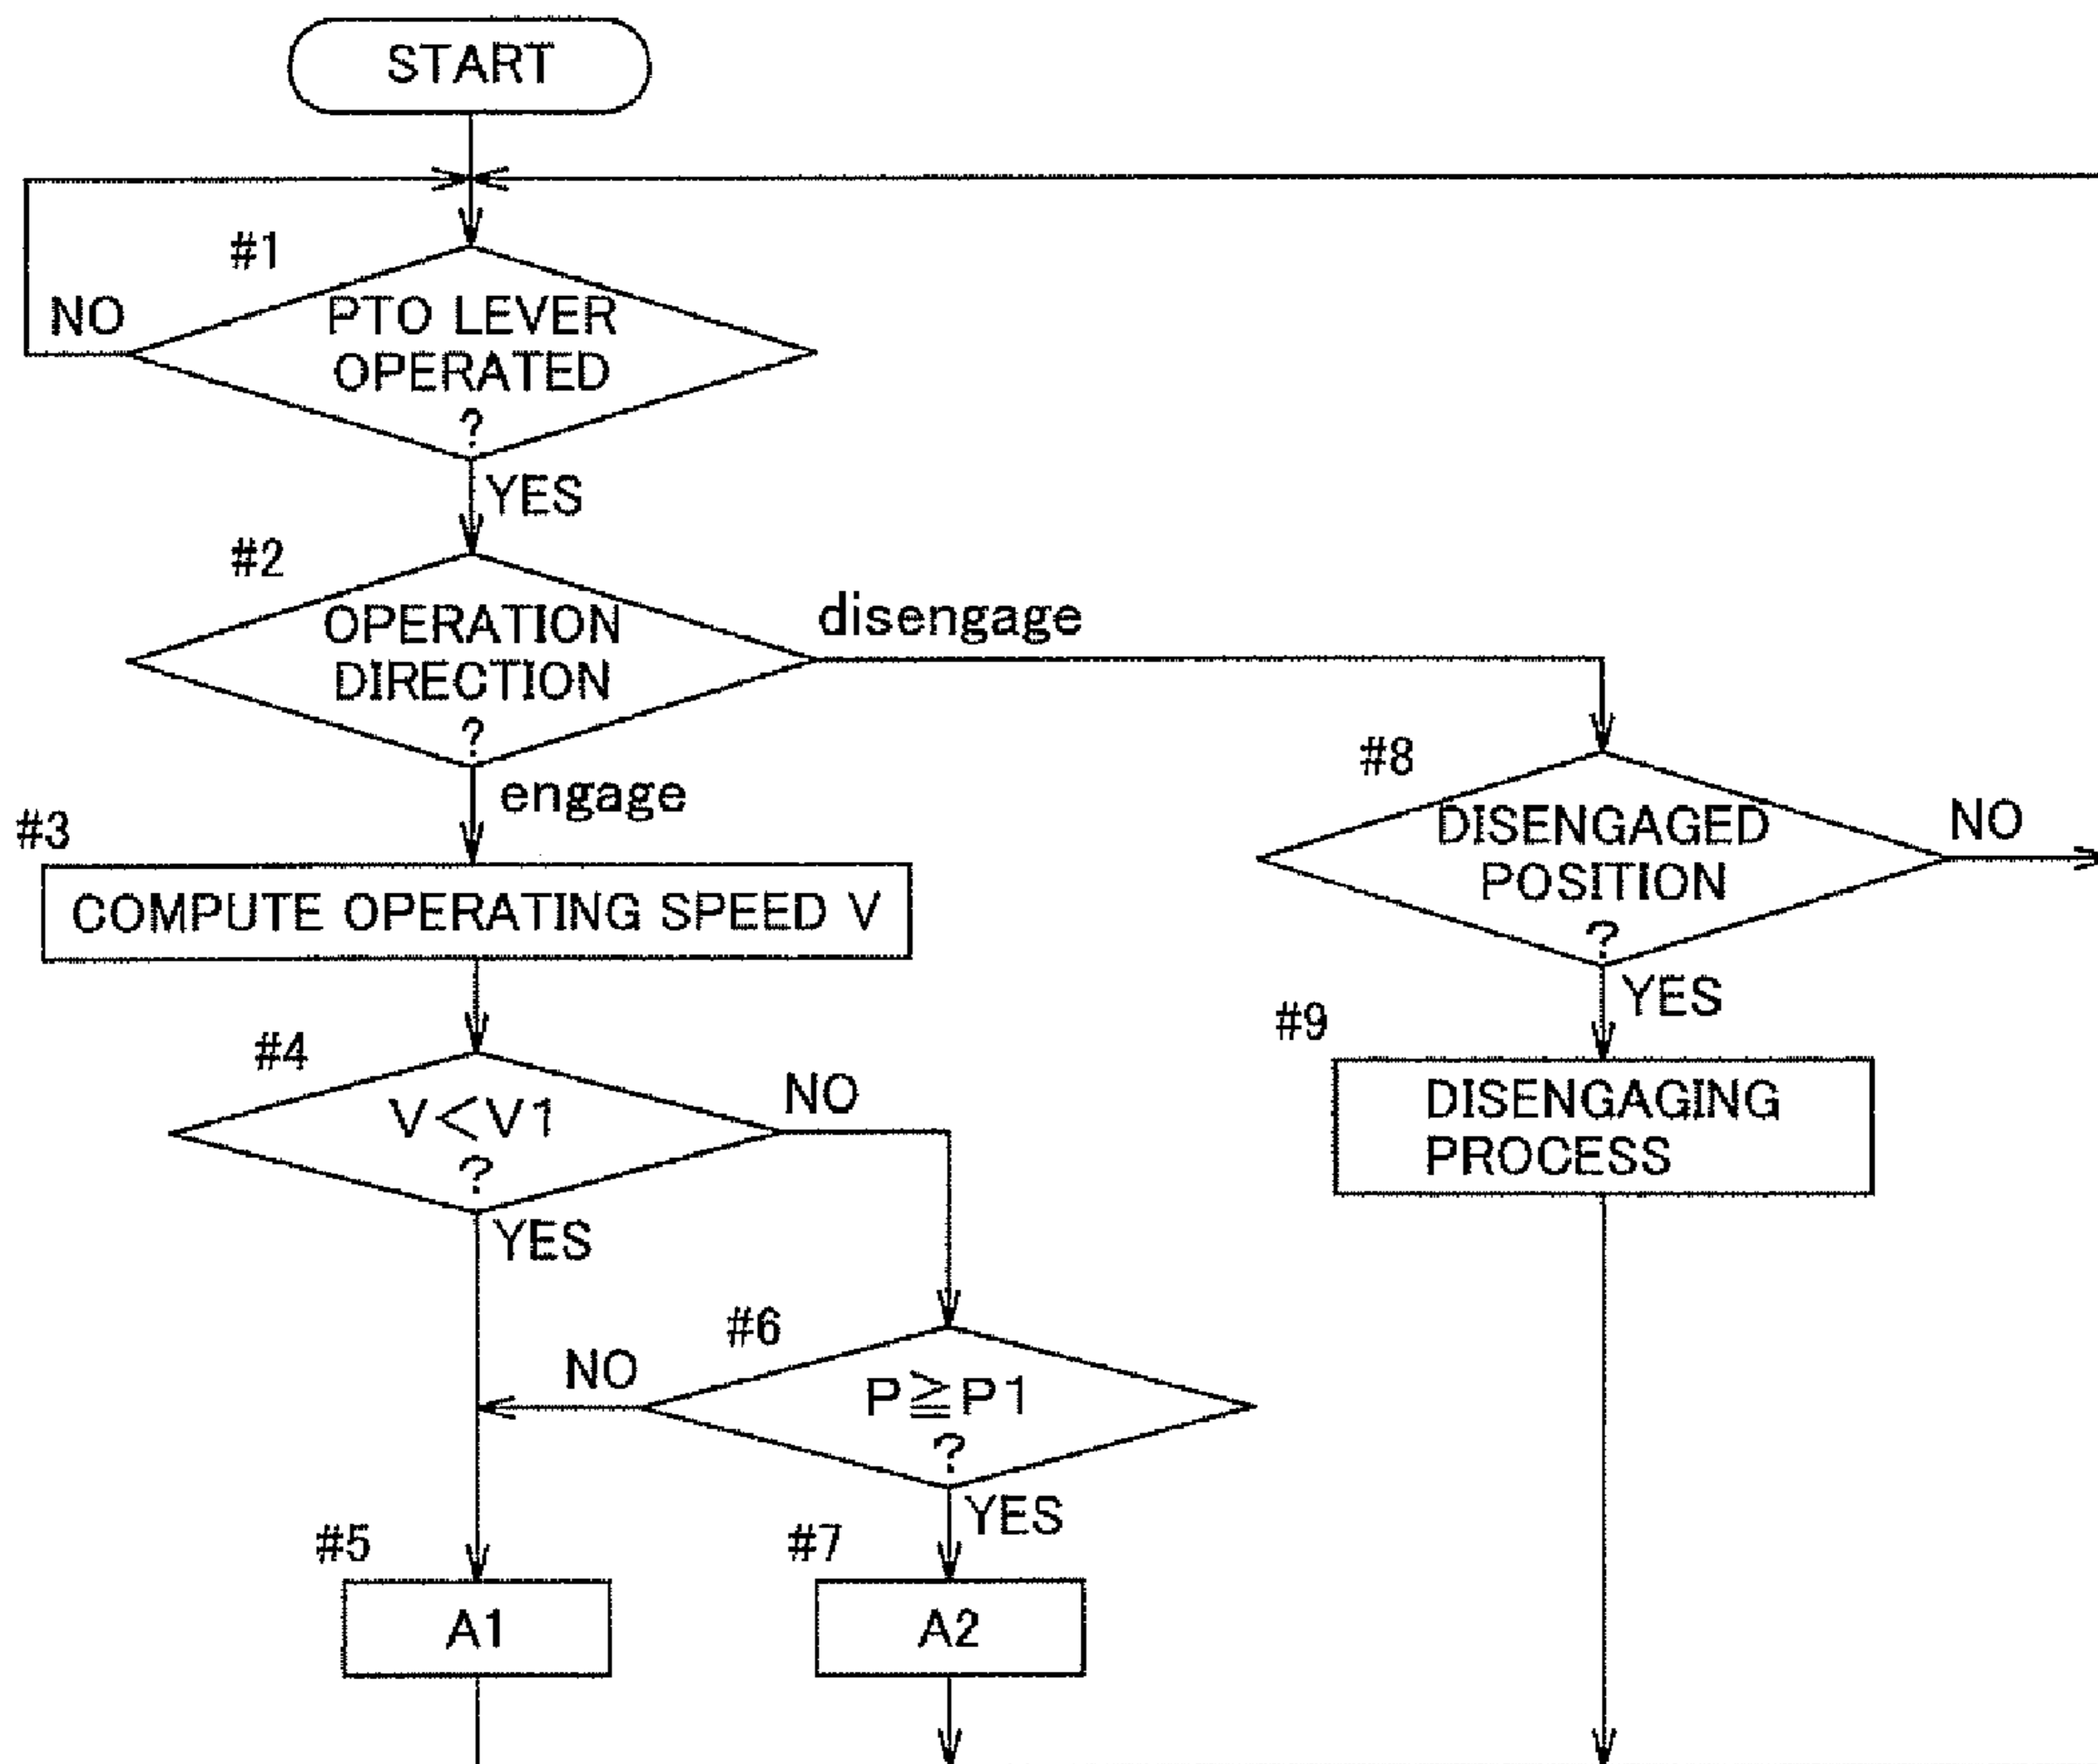 START
#1
NO
PTO LEVER
OPERATED
?
YES
#2
OPERATION
DIRECTION
?
disengage
engage
#3
COMPUTE OPERATING SPEED V
#4
V<V1
?
NO
YES
#6
NO
P≧P1
?
YES
#5
A1
#7
A2
#8
DISENGAGED
POSITION
?
NO
YES
#9
DISENGAGING
PROCESS